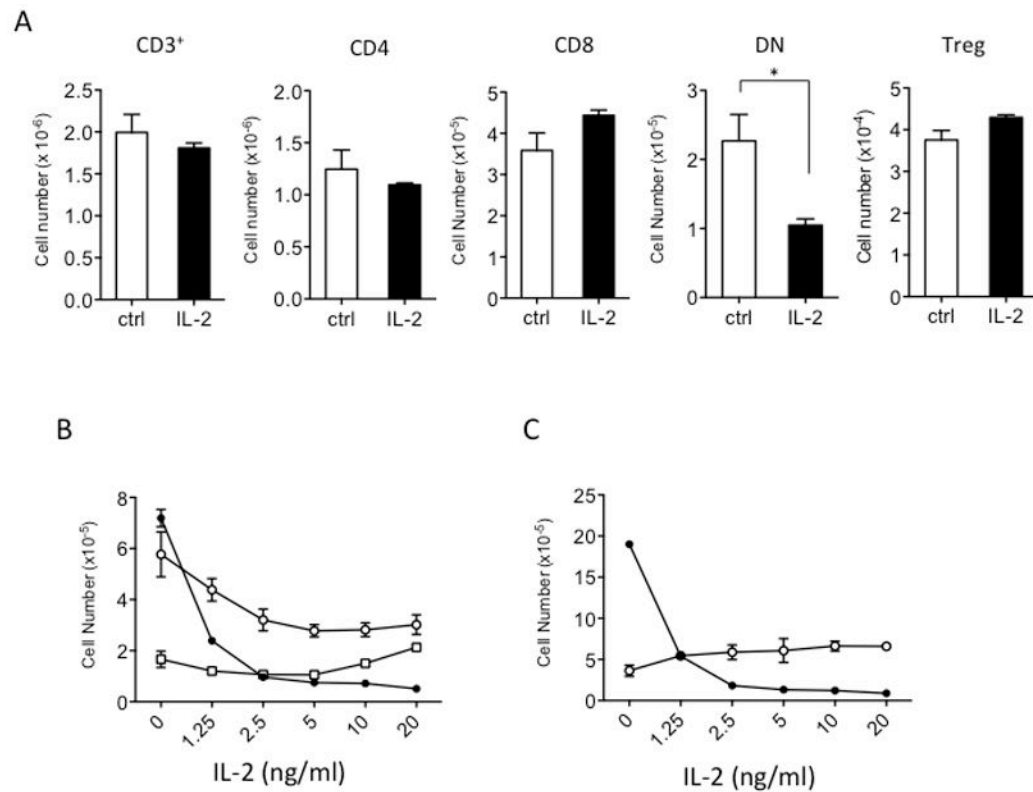 A
CD3+ CD4 CD8 DN Treg
*
Cell Number (x 10-6)
2.5
2.0
1.5
1.0
0.5
0.0
ctrl IL-2
Cell number (x10-6)
2.0
1.5
1.0
0.5
0.0
ctrl IL-2
Cell Number (x10-5)
5
4
3
2
1
0
ctrl IL-2
Cell Number (x10-5)
3
2
1
0
ctrl IL-2
Cell number (x10-4)
5
4
3
2
1
0
ctrl IL-2
B
Cell Number (x10-5)
8
6
4
2
0
0 1.25 2.5 5 10 20
IL-2 (ng/ml)
C
Cell Number (x10-5)
25
20
15
10
5
0
0 1.25 2.5 5 10 20
IL-2 (ng/ml)